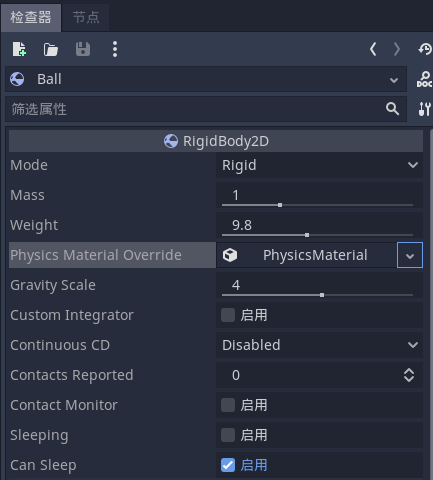 检查器 节点
Ball
DOC
筛选属性
RigidBody2D
Mode Rigid
Mass 1
Weight 9.8
Physics Material Override PhysicsMaterial
Gravity Scale 4
Custom Integrator 启用
Continuous CD Disabled
Contacts Reported 0
Contact Monitor 启用
Sleeping 启用
Can Sleep 启用